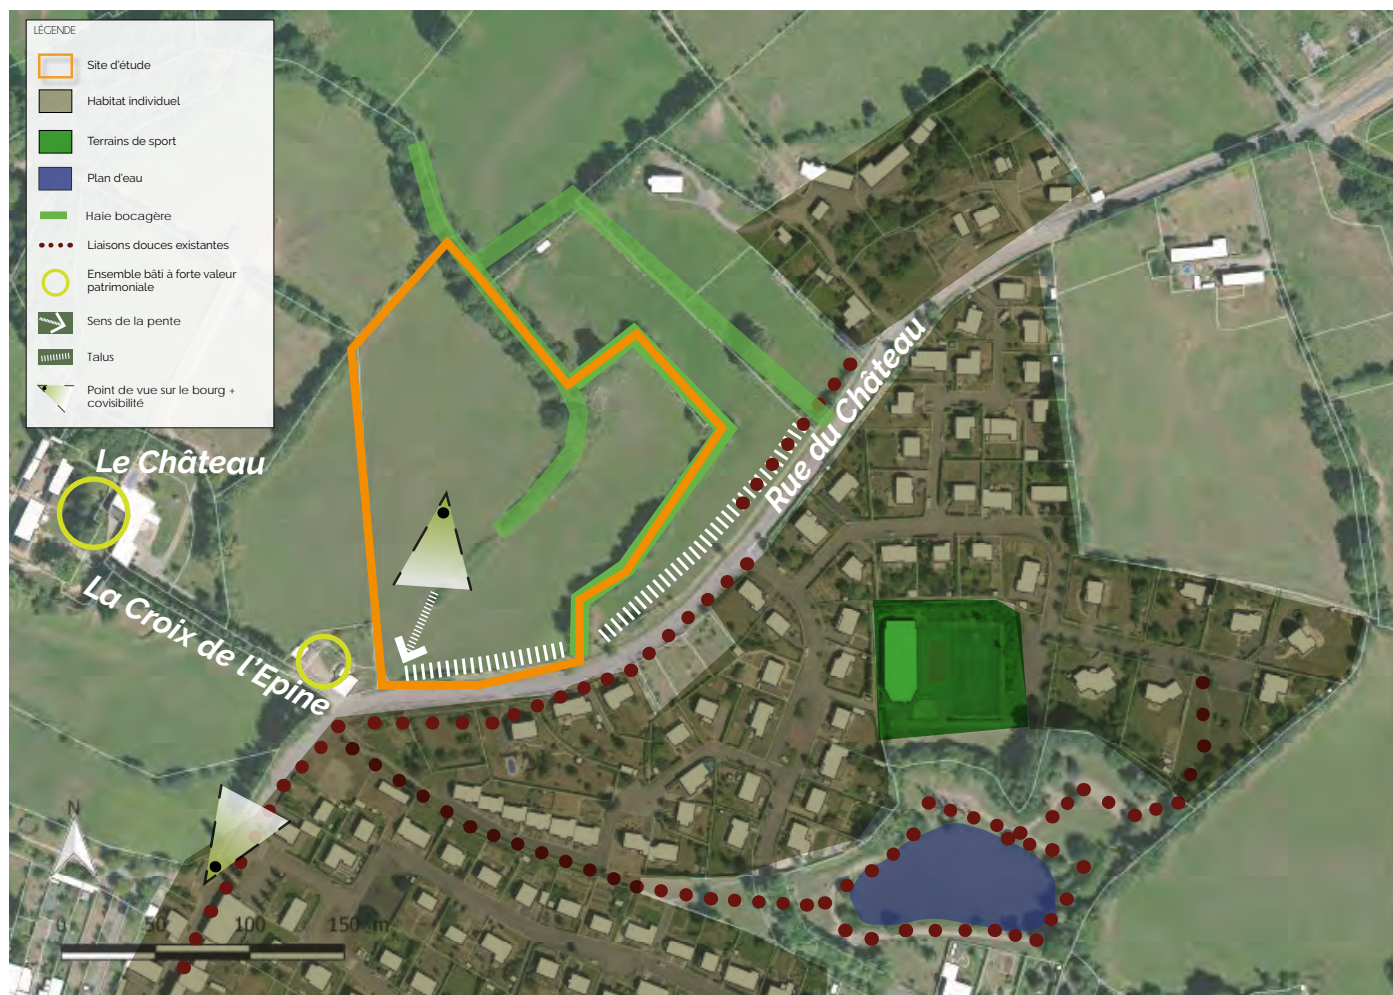 LÉGENDE
Site d'étude
Habitat individuel
Terrains de sport
Plan d'eau
Haie bocagère
Liaisons douces existantes
Ensemble bâti à forte valeur
patrimoniale
Sens de la pente
Talus
Point de vue sur le bourg +
covisibilité
Rue du Château
Le Château
La Croix de l'Epine
N
0 50 100 150 m